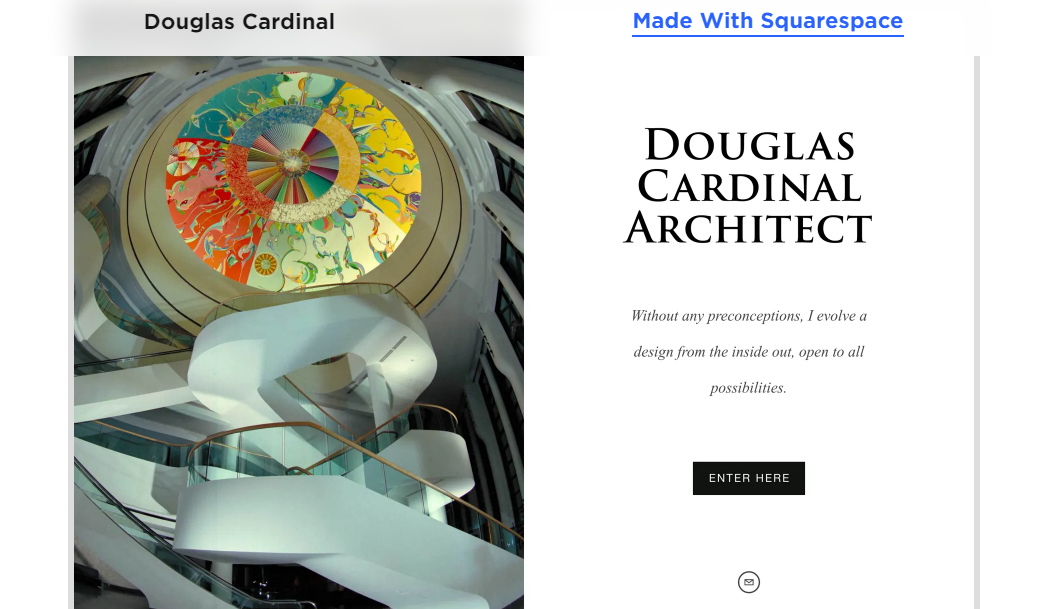 Douglas Cardinal
Made With Squarespace
Douglas
Cardinal
Architect
Without any preconceptions, I evolve a
design from the inside out, open to all
possibilities.
ENTER HERE